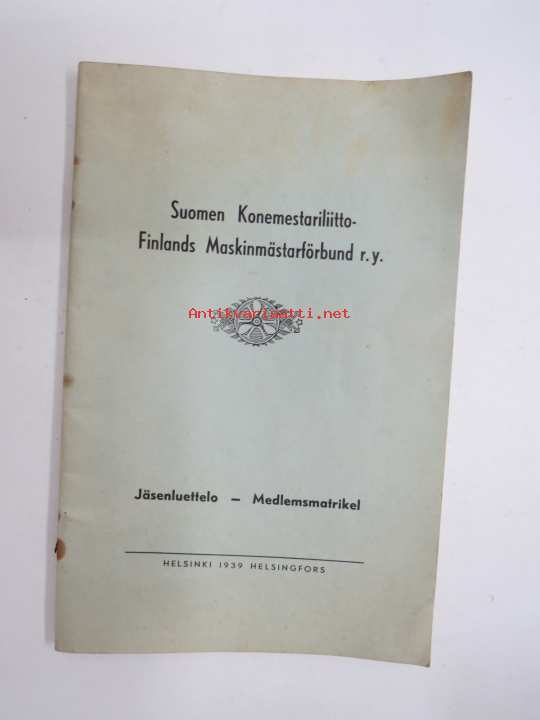 Suomen Konemestariliitto-
Finlands Maskinmästarförbund r.y.
Antikvariaatti.net
Jäsenluettelo – Medlemsmatrikel
HELSINKI 1939 HELSINGFORS